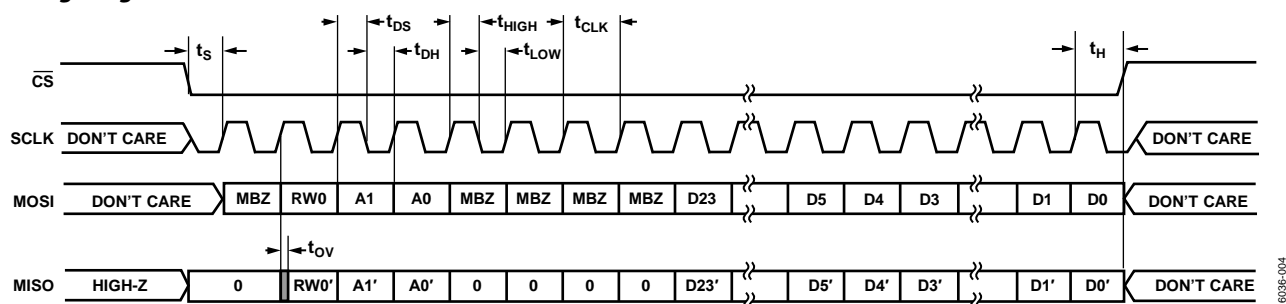 tS
tDS
tDH
tHIGH
tLOW
tCLK
tH
CS
SCLK DON'T CARE DON'T CARE
MOSI DON'T CARE MBZ RW0 A1 A0 MBZ MBZ MBZ MBZ D23 D5 D4 D3 D1 D0 DON'T CARE
tOV
MISO HIGH-Z 0 RW0′ A1′ A0′ 0 0 0 0 D23′ D5′ D4′ D3′ D1′ D0′ DON'T CARE
6036-004